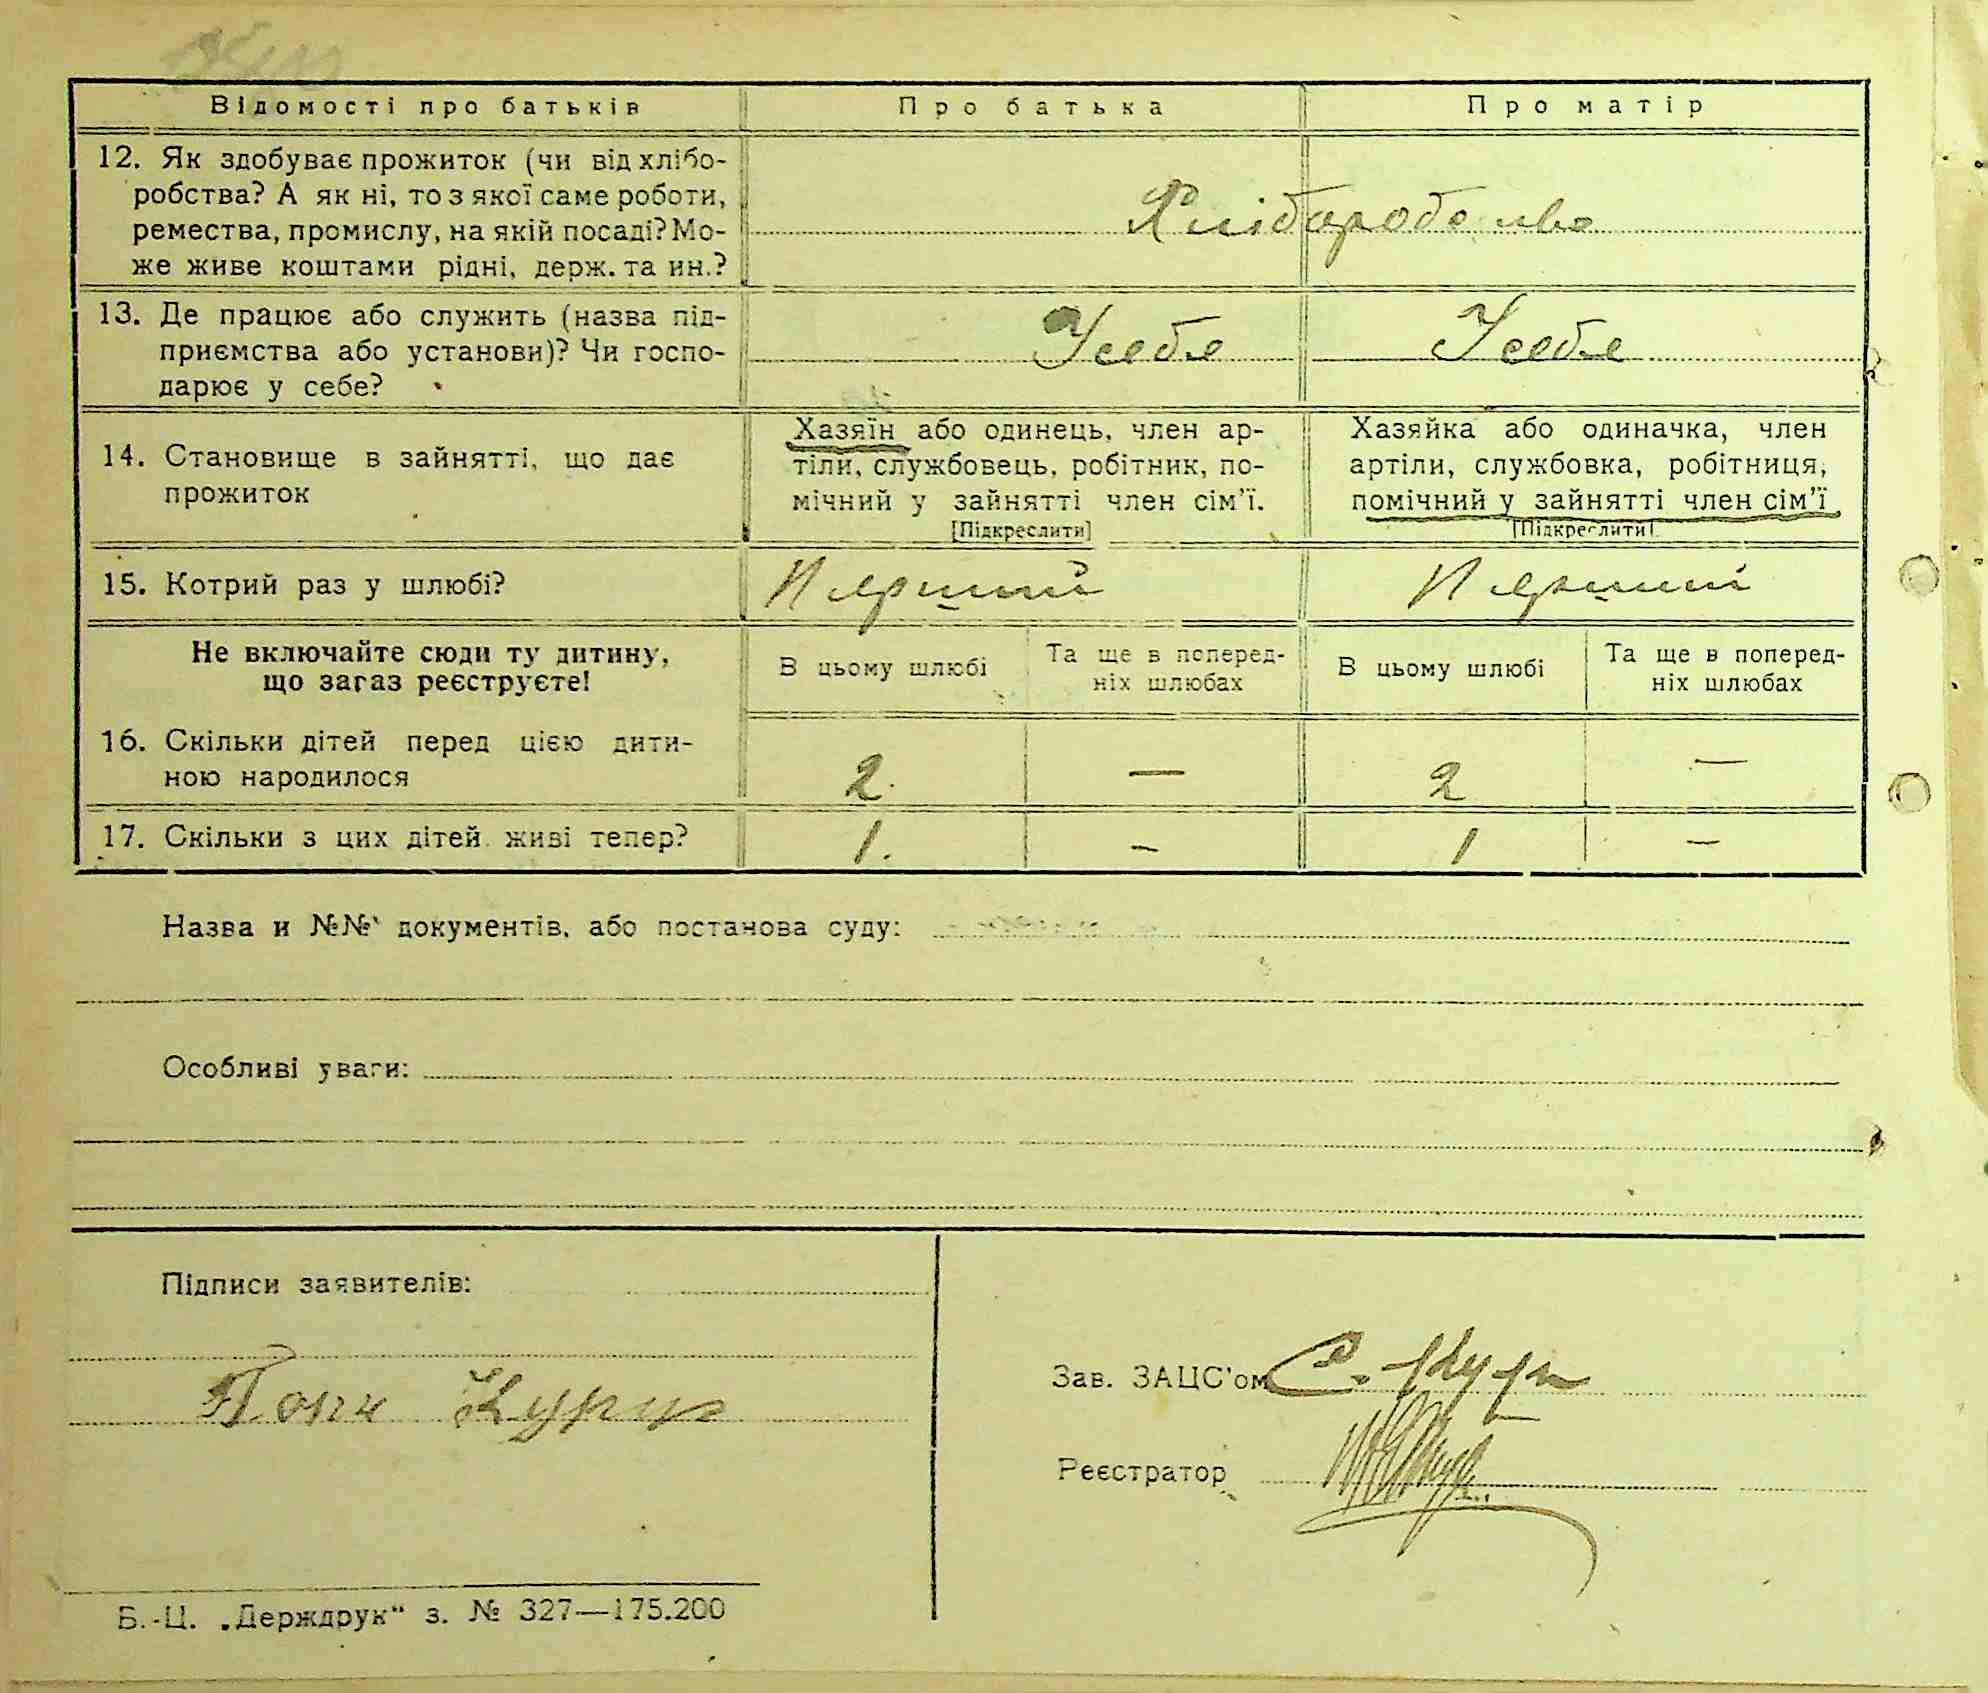 Відомості про батьків
Про батька
Про матір
12. Як здобуває прожиток (чи від хлібо-
робства? А як ні, то з якої саме роботи,
ремества, промислу, на якій посаді? Мо-
же живе коштами рідні, держ. та ин.?
Хліборобство
13. Де працює або служить (назва під-
приємства або установи)? Чи госпо-
дарює у себе?
Усебе
Усебе
14. Становище в зайнятті, що дає
прожиток
Хазяїн або одинець, член ар-
тіли, службовець, робітник, по-
мічний у зайнятті член сім'ї.
[Підкреслити]
Хазяйка або одиначка, член
артіли, службовка, робітниця,
помічний у зайнятті член сім'ї
[Підкреслити]
15. Котрий раз у шлюбі?
Перший
Перший
Не включайте сюди ту дитину,
що зараз реєструєте!
В цьому шлюбі
Та ще в поперед-
ніх шлюбах
В цьому шлюбі
Та ще в поперед-
ніх шлюбах
16. Скільки дітей перед цією дити-
ною народилося
2. — 2 —
17. Скільки з цих дітей живі тепер?
1. - 1 —
Назва и №№ документів, або постанова суду:
Особливі уваги:
Підписи заявителів:
Зав. ЗАЦС'ом
Реєстратор
Б.-Ц. „Держдрук“ з. № 327—175.200